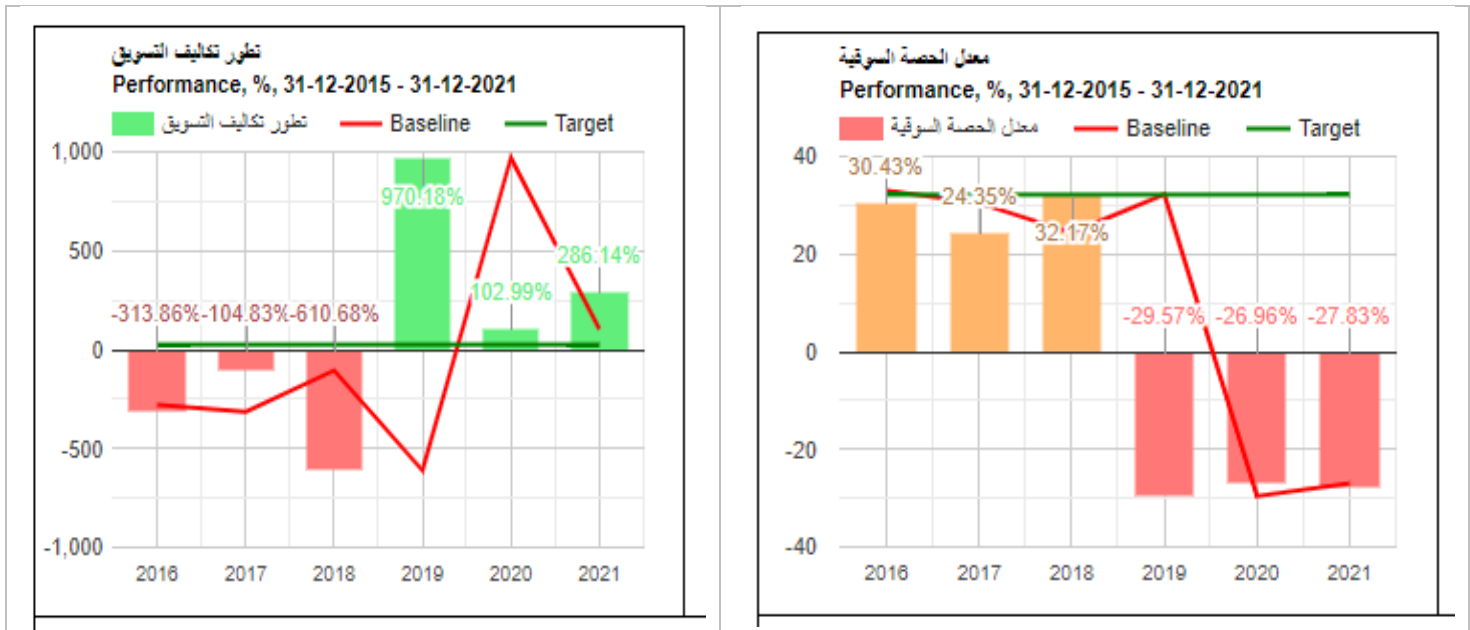 تطور تكاليف التسويق
Performance, %, 31-12-2015 - 31-12-2021
تطور تكاليف التسويق Baseline Target
1,000
500
0
-500
-1,000
-313.86% -104.83% -610.68% 970.18% 102.99% 286.14%
2016 2017 2018 2019 2020 2021
معدل الحصة السوقية
Performance, %, 31-12-2015 - 31-12-2021
معدل الحصة السوقية Baseline Target
40
20
0
-20
-40
30.43% 24.35% 32.17% -29.57% -26.96% -27.83%
2016 2017 2018 2019 2020 2021